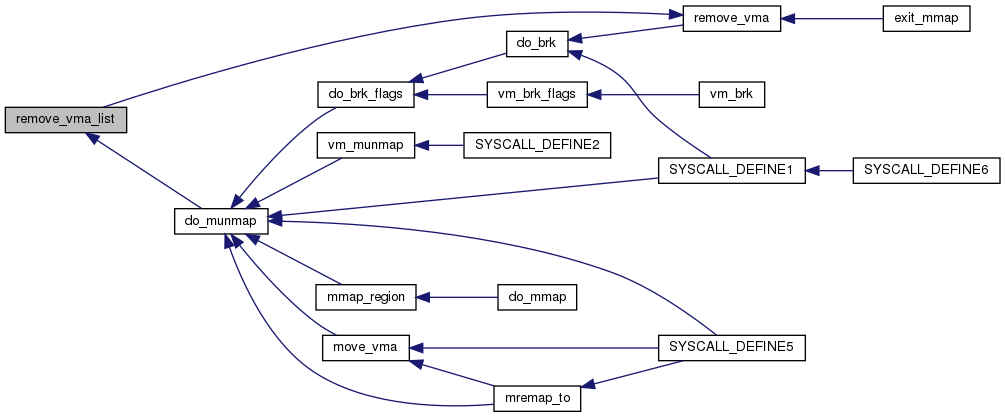 remove_vma
exit_mmap
do_brk
do_brk_flags
vm_brk_flags
vm_brk
remove_vma_list
vm_munmap
SYSCALL_DEFINE2
SYSCALL_DEFINE1
SYSCALL_DEFINE6
do_munmap
mmap_region
do_mmap
move_vma
SYSCALL_DEFINE5
mremap_to